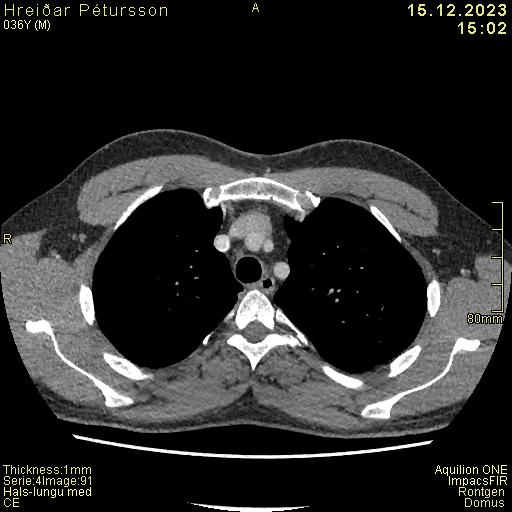 Hreiðar Pétursson
036Y (M)
A
15.12.2023
15:02
R
80mm
Thickness:1mm
Serie:4Image:91
Hals-lungu med
CE
Aquilion ONE
ImpacsFIR
Rontgen
Domus